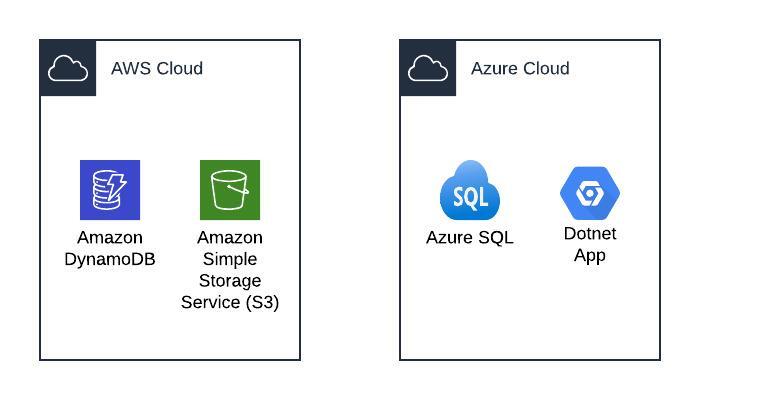 AWS Cloud
Azure Cloud
Amazon
DynamoDB
Amazon
Simple
Storage
Service (S3)
SQL
Azure SQL
Dotnet
App